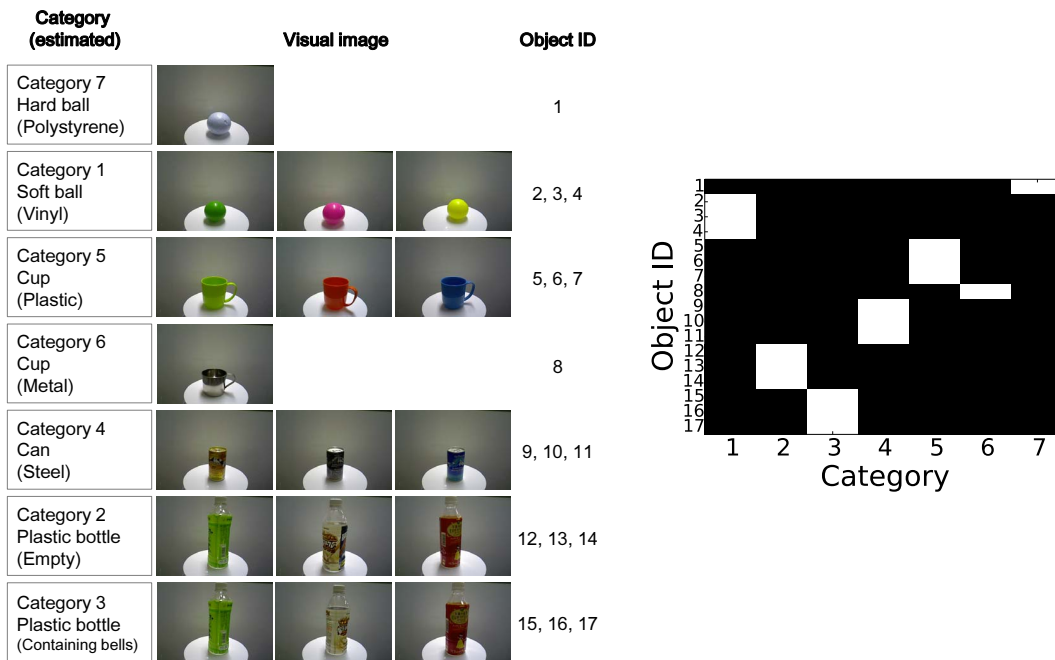 Category
(estimated)
Visual image
Object ID
Category 7
Hard ball
(Polystyrene)
1
Category 1
Soft ball
(Vinyl)
2, 3, 4
Category 5
Cup
(Plastic)
5, 6, 7
Category 6
Cup
(Metal)
8
Category 4
Can
(Steel)
9, 10, 11
Category 2
Plastic bottle
(Empty)
12, 13, 14
Category 3
Plastic bottle
(Containing bells)
15, 16, 17
Object ID
1
2
3
4
5
6
7
8
9
10
11
12
13
14
15
16
17
1 2 3 4 5 6 7
Category